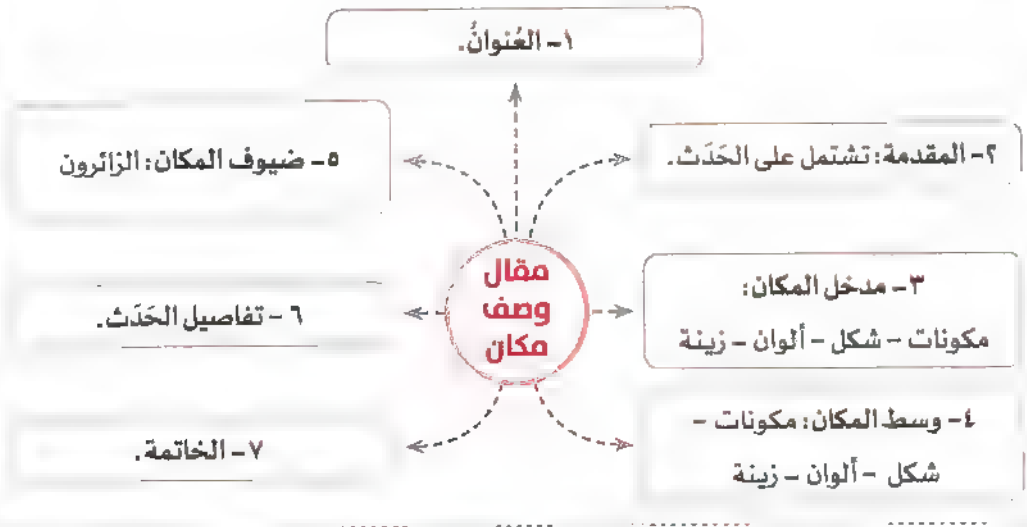 ١- العُنوانُ.
٢- المقدمة: تشتمل على الحَدَث.
٣- مدخل المكان:
مكونات - شكل - ألوان - زينة
٤- وسط المكان: مكونات -
شكل - ألوان - زينة
٥- ضيوف المكان: الزائرون
٦ - تفاصيل الحَدَث.
٧- الخاتمة.
مقال
وصف
مكان